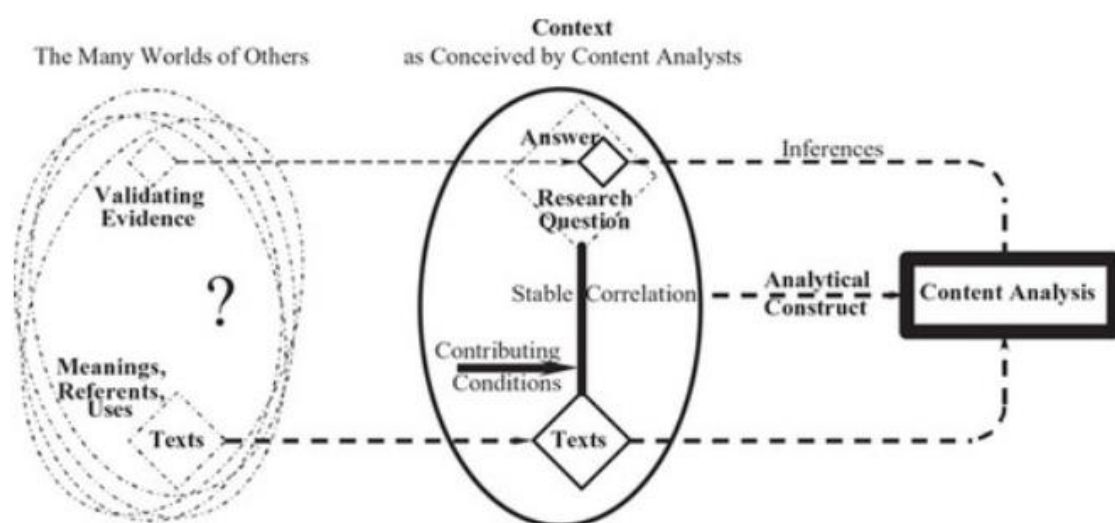 Context
The Many Worlds of Others
as Conceived by Content Analysts
Answer
Inferences
Validating
Evidence
Research
Question
?
Stable Correlation
Analytical
Construct
Content Analysis
Contributing
Conditions
Meanings,
Referents,
Uses
Texts
Texts